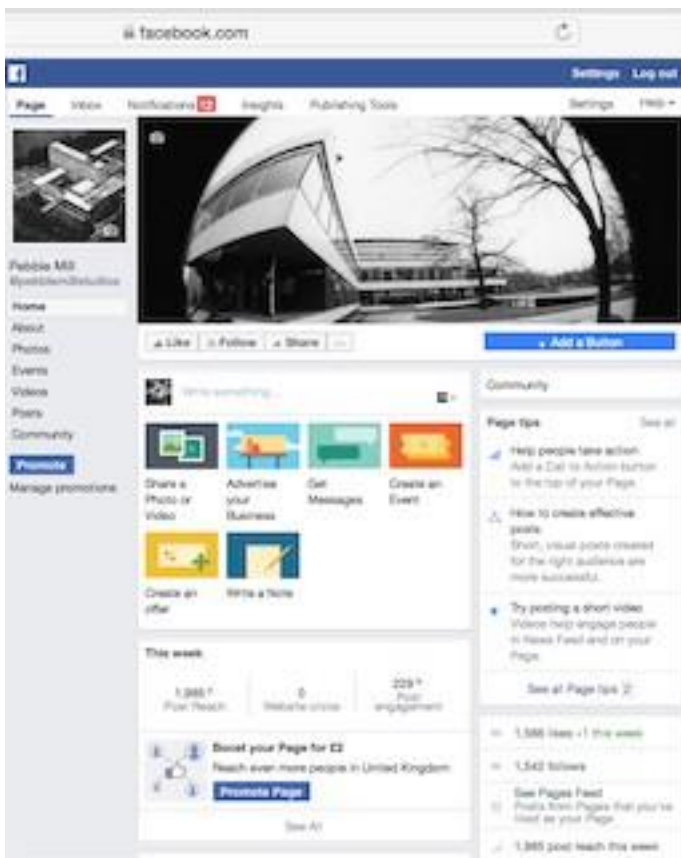 facebook.com
Settings Log out
Page Inbox Notifications Insights Publishing Tools Settings Help
Pebble Mill
Home
About
Photos
Events
Videos
Posts
Community
Promote
Manage promotions
Like Follow Share
Add a Button
Write something...
Share a
Photo or
Video
Advertise
your
Business
Get
Messages
Create an
Event
Create an
offer
Write a Note
This week
1,985
Post Reach
0
Website clicks
229
Post
engagement
Boost your Page for £2
Reach even more people in United Kingdom
Promote Page
See All
Community
Page tips See all
Help people take action
Add a Call to Action button
to the top of your Page.
How to create effective
posts
Short, visual posts created
for the right audience are
more successful.
Try posting a short video
Videos help engage people
in News Feed and on your
Page.
See all Page tips
1,586 likes +1 this week
1,542 follows
See Pages Feed
Posts from Pages that you've
liked as your Page
1,985 post reach this week